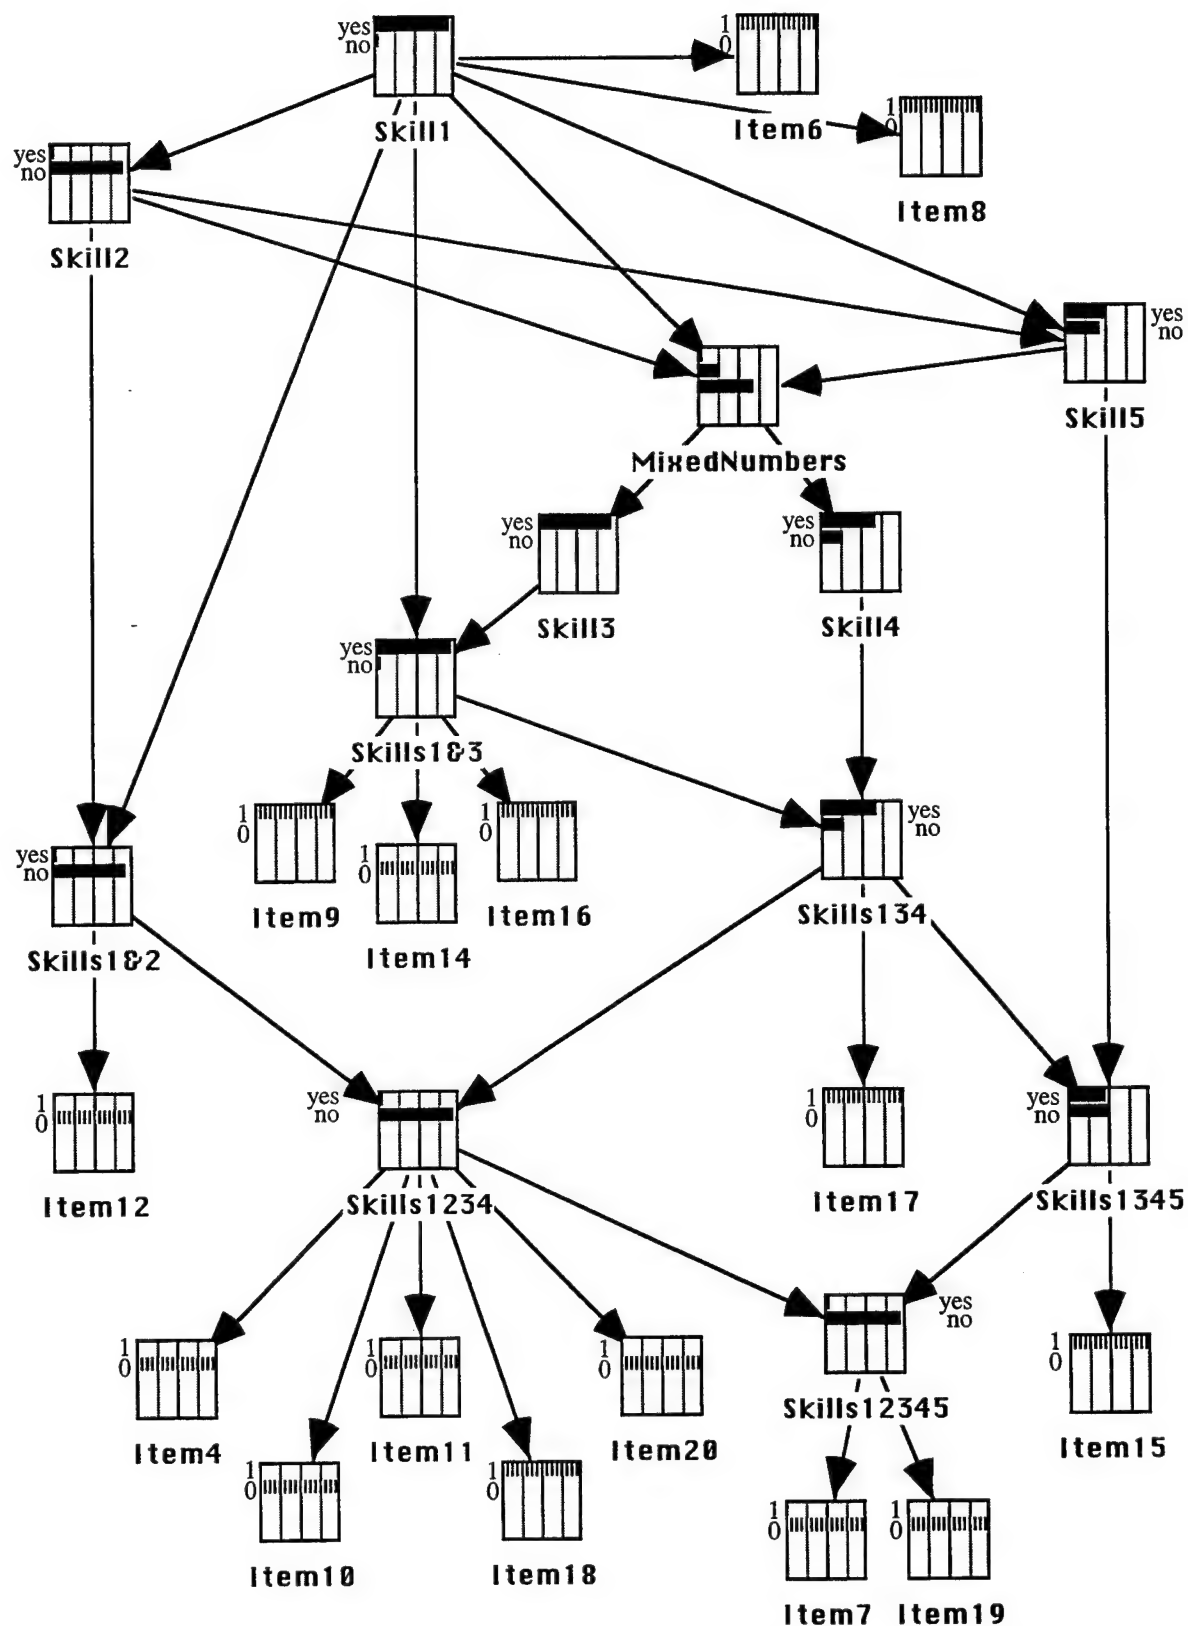 yes
no
Skill1
1
0
Item6
1
0
Item8
yes
no
Skill2
yes
no
Skill5
MixedNumbers
yes
no
Skill3
yes
no
Skill4
yes
no
Skills1&3
1
0
Item9
1
0
Item14
1
0
Item16
yes
no
Skills134
yes
no
Skills1&2
1
0
Item12
yes
no
Skills1234
1
0
Item17
yes
no
Skills1345
yes
no
Skills12345
1
0
Item15
1
0
Item4
1
0
Item11
1
0
Item20
1
0
Item10
1
0
Item18
1
0
Item7
1
0
Item19